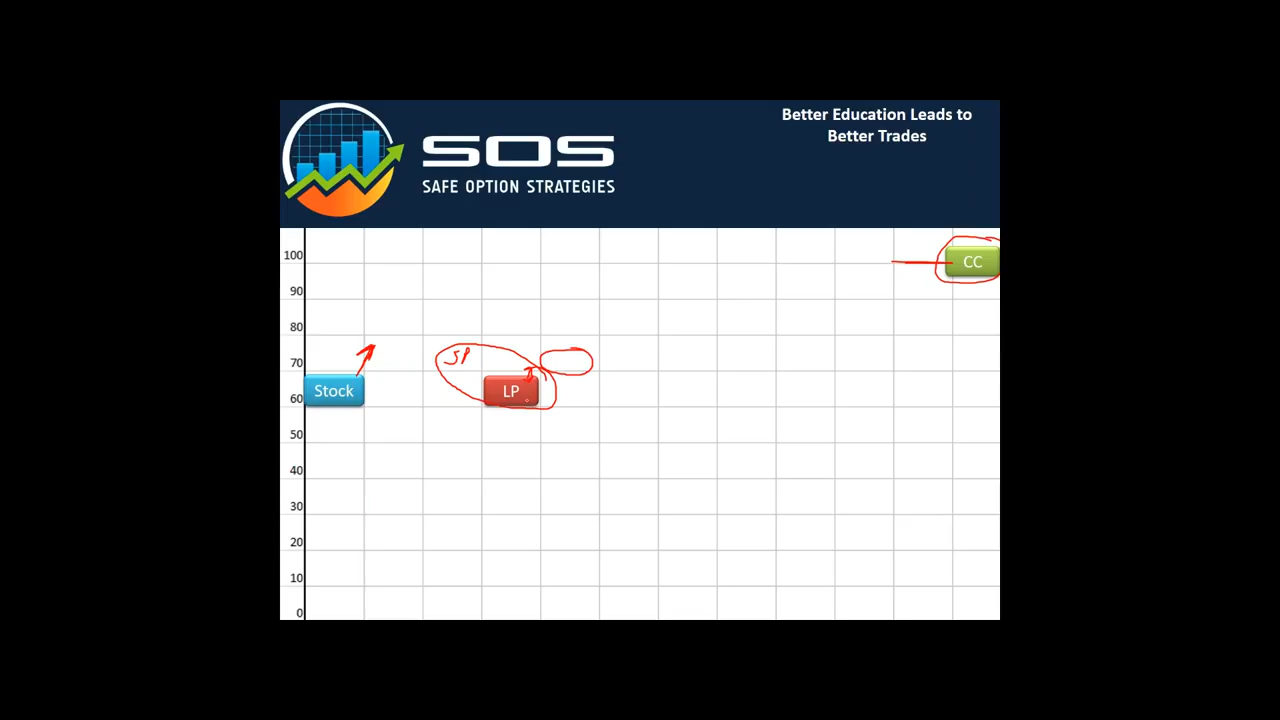 Better Education Leads to
Better Trades
SOS
SAFE OPTION STRATEGIES
100
CC
90
80
70
SP
Stock
LP
60
50
40
30
20
10
0